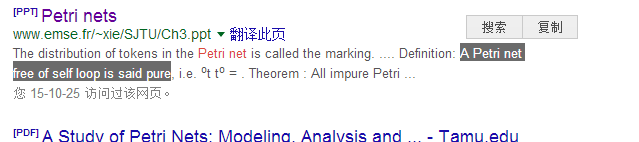 [PPT] Petri nets
www.emse.fr/~xie/SJTU/Ch3.ppt ▼ 翻译此页
搜索 复制
The distribution of tokens in the Petri net is called the marking. .... Definition: A Petri net
free of self loop is said pure, i.e. ⁰t t⁰ = . Theorem : All impure Petri ...
您 15-10-25 访问过该网页。
[PDF] A Study of Petri Nets: Modeling, Analysis and ... - Tamu.edu